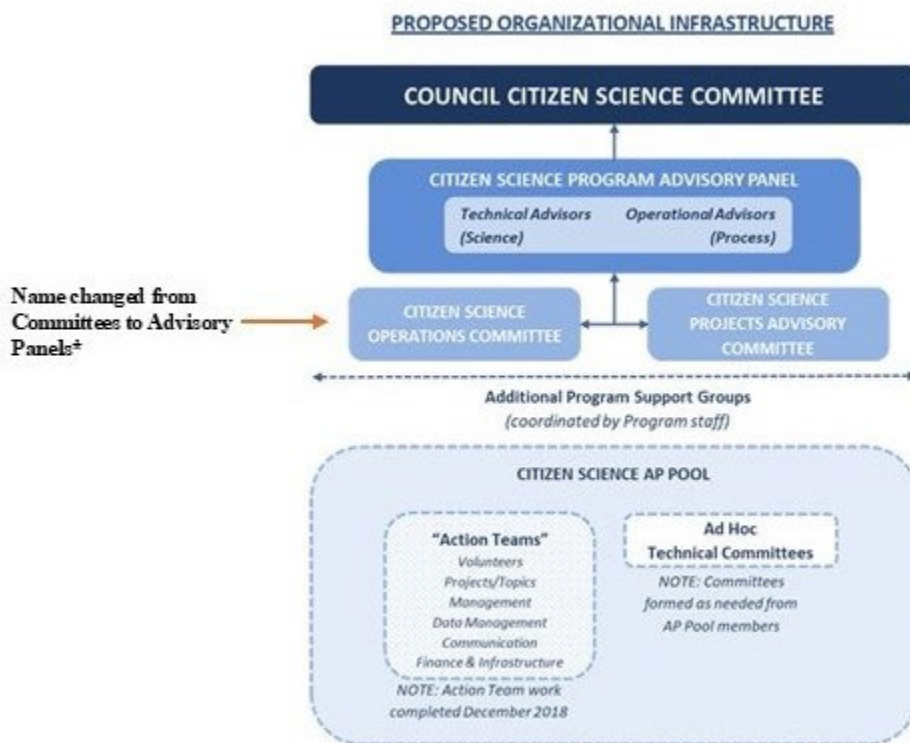 PROPOSED ORGANIZATIONAL INFRASTRUCTURE
COUNCIL CITIZEN SCIENCE COMMITTEE
CITIZEN SCIENCE PROGRAM ADVISORY PANEL
Technical Advisors
(Science)
Operational Advisors
(Process)
Name changed from
Committees to Advisory
Panels±
CITIZEN SCIENCE
OPERATIONS COMMITTEE
CITIZEN SCIENCE
PROJECTS ADVISORY
COMMITTEE
Additional Program Support Groups
(coordinated by Program staff)
CITIZEN SCIENCE AP POOL
“Action Teams”
Volunteers
Projects/Topics
Management
Data Management
Communication
Finance & Infrastructure
NOTE: Action Team work
completed December 2018
Ad Hoc
Technical Committees
NOTE: Committees
formed as needed from
AP Pool members